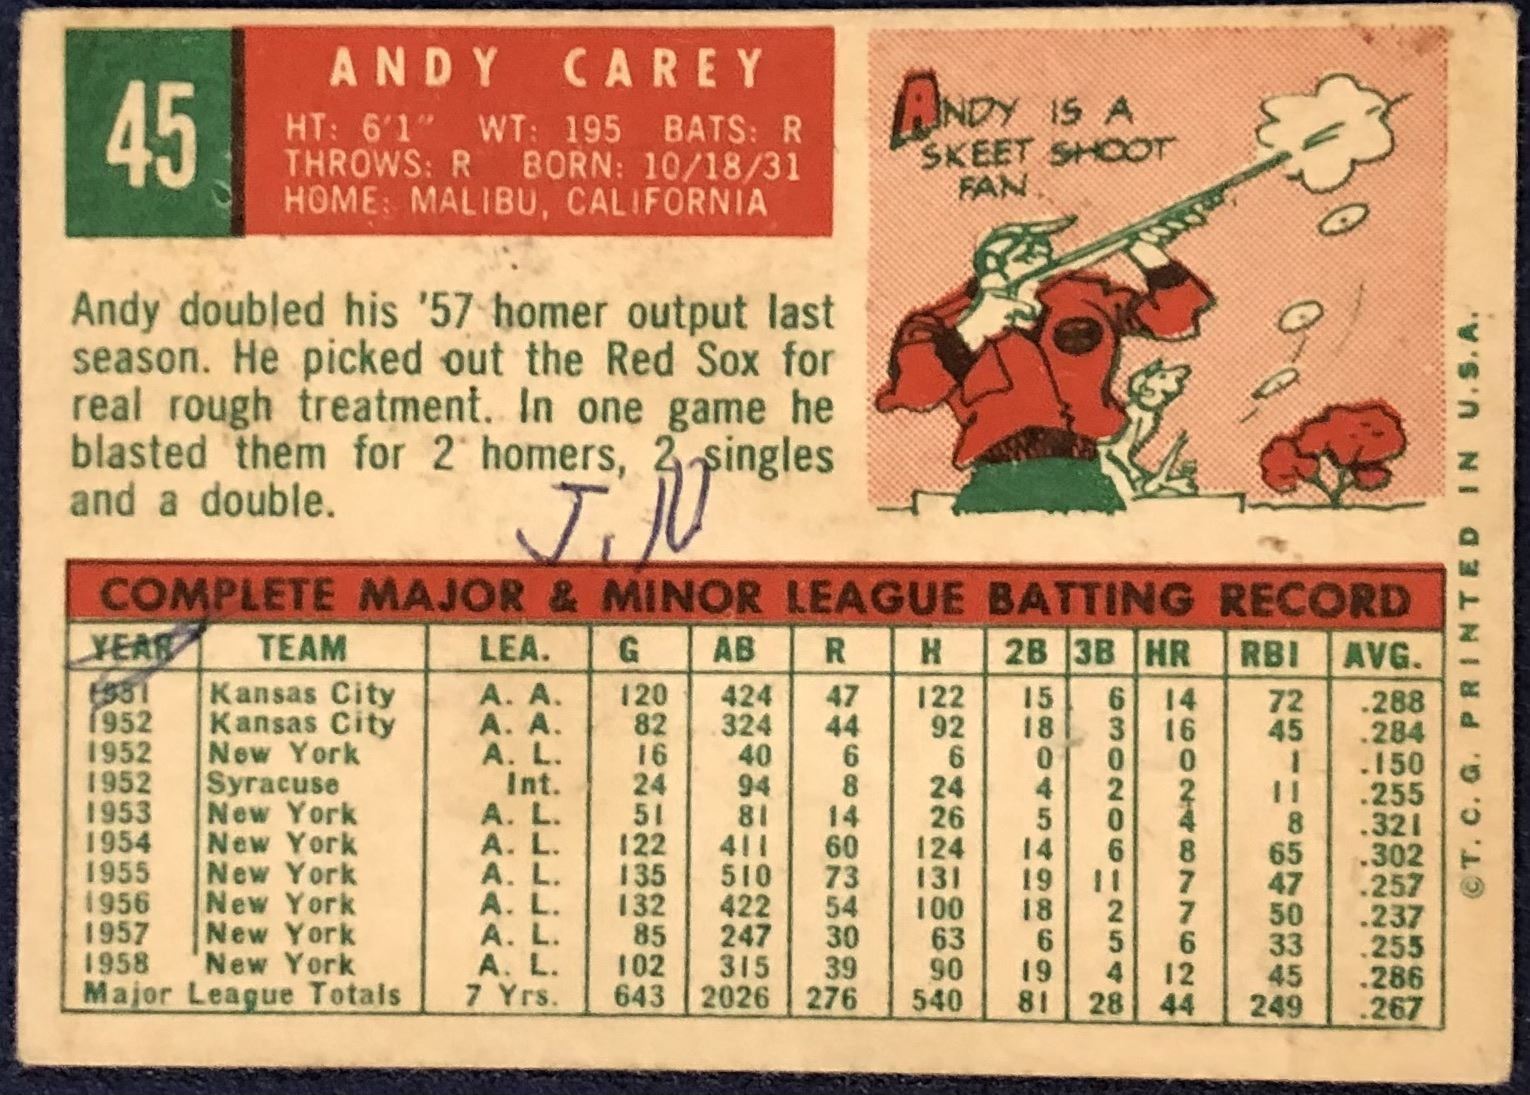 45
ANDY CAREY
HT: 6'1" WT: 195 BATS: R
THROWS: R BORN: 10/18/31
HOME: MALIBU, CALIFORNIA
ANDY IS A
SKEET SHOOT
FAN.
Andy doubled his '57 homer output last
season. He picked out the Red Sox for
real rough treatment. In one game he
blasted them for 2 homers, 2 singles
and a double.
J. N
COMPLETE MAJOR & MINOR LEAGUE BATTING RECORD
YEAR TEAM LEA. G AB R H 2B 3B HR RBI AVG.
1951 Kansas City A. A. 120 424 47 122 15 6 14 72 .288
1952 Kansas City A. A. 82 324 44 92 18 3 16 45 .284
1952 New York A. L. 16 40 6 6 0 0 0 1 .150
1952 Syracuse Int. 24 94 8 24 4 2 2 11 .255
1953 New York A. L. 51 81 14 26 5 0 4 8 .321
1954 New York A. L. 122 411 60 124 14 6 8 65 .302
1955 New York A. L. 135 510 73 131 19 11 7 47 .257
1956 New York A. L. 132 422 54 100 18 2 7 50 .237
1957 New York A. L. 85 247 30 63 6 5 6 33 .255
1958 New York A. L. 102 315 39 90 19 4 12 45 .286
Major League Totals 7 Yrs. 643 2026 276 540 81 28 44 249 .267
©T. C. G. PRINTED IN U.S.A.